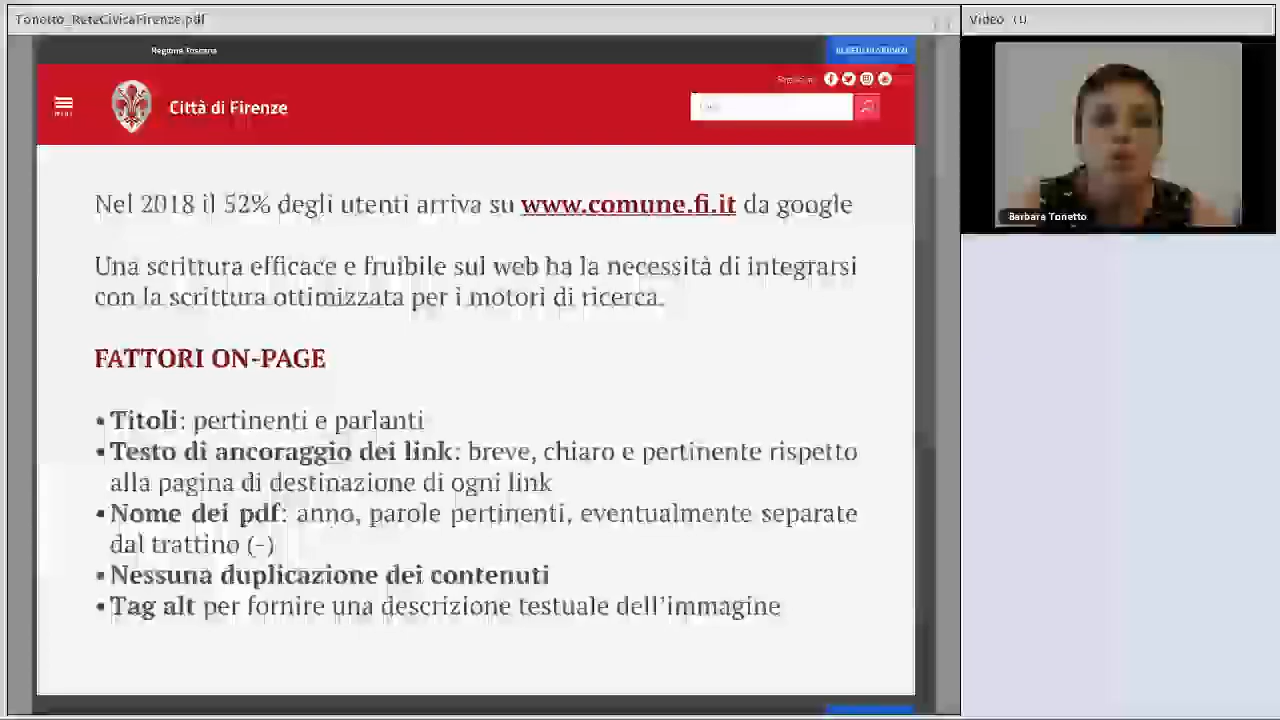 Tonetto_ReteCivicaFirenze.pdf
Video (1)
Regione Toscana
Città di Firenze
Barbara Tonetto
Nel 2018 il 52% degli utenti arriva su www.comune.fi.it da google
Una scrittura efficace e fruibile sul web ha la necessità di integrarsi
con la scrittura ottimizzata per i motori di ricerca.
FATTORI ON-PAGE
• Titoli: pertinenti e parlanti
• Testo di ancoraggio dei link: breve, chiaro e pertinente rispetto
alla pagina di destinazione di ogni link
• Nome dei pdf: anno, parole pertinenti, eventualmente separate
dal trattino (-)
• Nessuna duplicazione dei contenuti
• Tag alt per fornire una descrizione testuale dell'immagine